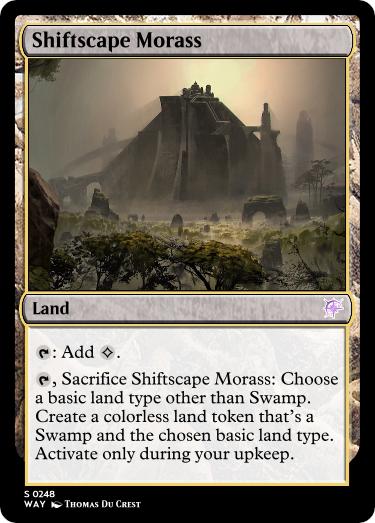 Shiftscape Morass
Land
: Add .
, Sacrifice Shiftscape Morass: Choose
a basic land type other than Swamp.
Create a colorless land token that's a
Swamp and the chosen basic land type.
Activate only during your upkeep.
S 0248
WAY Thomas Du Crest